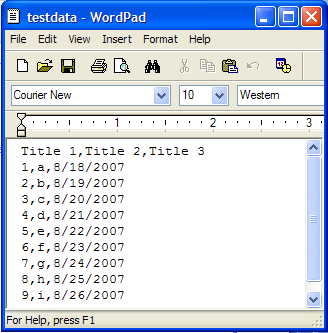 testdata - WordPad
File Edit View Insert Format Help
Courier New 10 Western
1 2 3
Title 1,Title 2,Title 3
1,a,8/18/2007
2,b,8/19/2007
3,c,8/20/2007
4,d,8/21/2007
5,e,8/22/2007
6,f,8/23/2007
7,g,8/24/2007
8,h,8/25/2007
9,i,8/26/2007
For Help, press F1